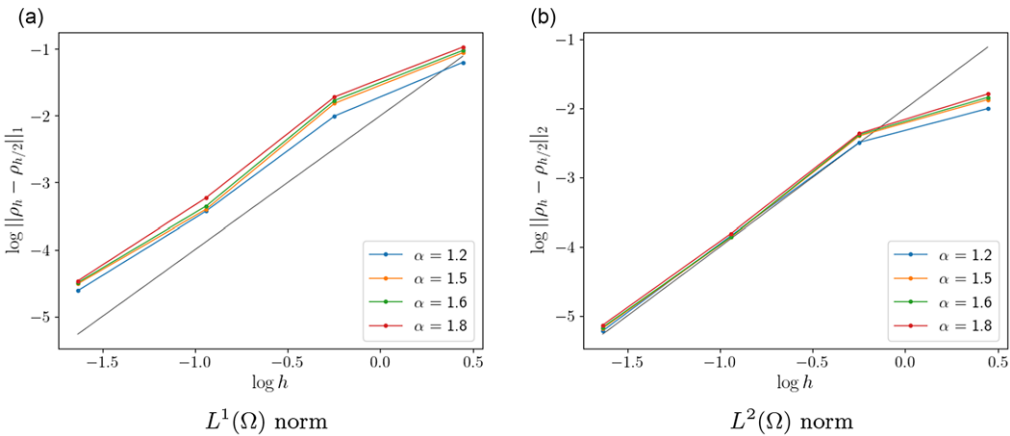 (a)
−1
−2
−3
−4
−5
log ||ρ_h − ρ_{h/2}||_1
−1.5
−1.0
−0.5
0.0
0.5
log h
α = 1.2
α = 1.5
α = 1.6
α = 1.8
L^1(Ω) norm
(b)
−1
−2
−3
−4
−5
log ||ρ_h − ρ_{h/2}||_2
−1.5
−1.0
−0.5
0.0
0.5
log h
α = 1.2
α = 1.5
α = 1.6
α = 1.8
L^2(Ω) norm